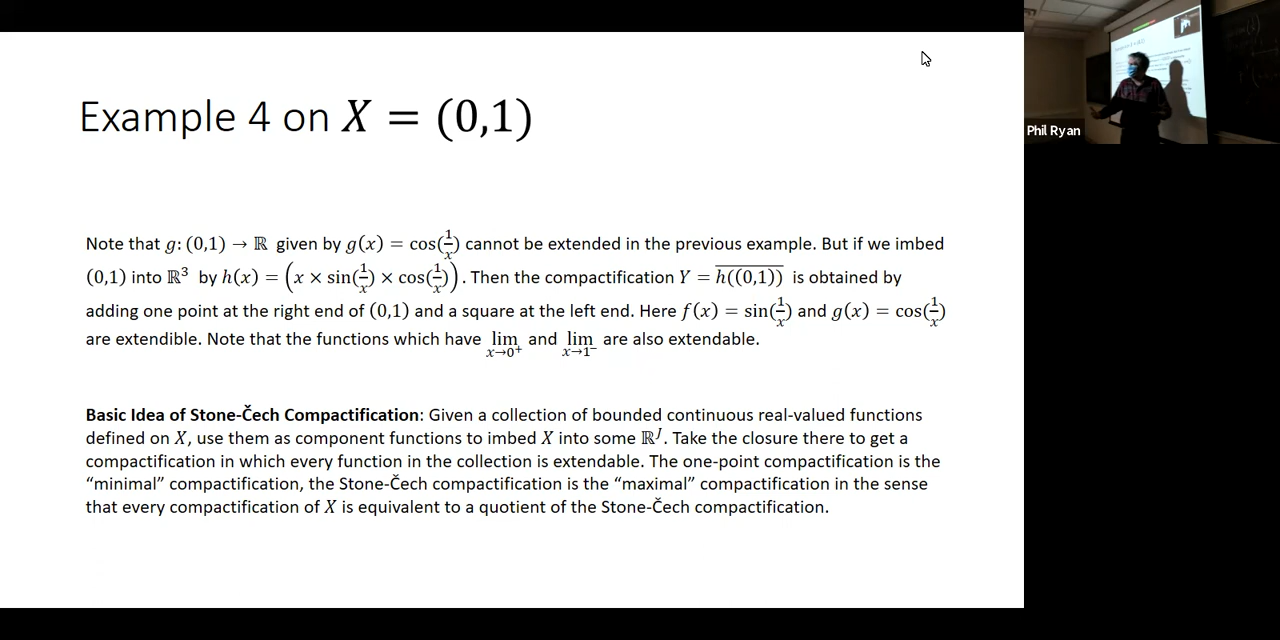 Example 4 on X = (0,1)
Note that g: (0,1) → ℝ given by g(x) = cos(1/x) cannot be extended in the previous example. But if we imbed
(0,1) into ℝ³ by h(x) = (x × sin(1/x) × cos(1/x)). Then the compactification Y = \overline{h((0,1))} is obtained by
adding one point at the right end of (0,1) and a square at the left end. Here f(x) = sin(1/x) and g(x) = cos(1/x)
are extendible. Note that the functions which have lim x→0⁺ and lim x→1⁻ are also extendable.
Basic Idea of Stone-Čech Compactification: Given a collection of bounded continuous real-valued functions
defined on X, use them as component functions to imbed X into some ℝᴶ. Take the closure there to get a
compactification in which every function in the collection is extendable. The one-point compactification is the
“minimal” compactification, the Stone-Čech compactification is the “maximal” compactification in the sense
that every compactification of X is equivalent to a quotient of the Stone-Čech compactification.
Phil Ryan